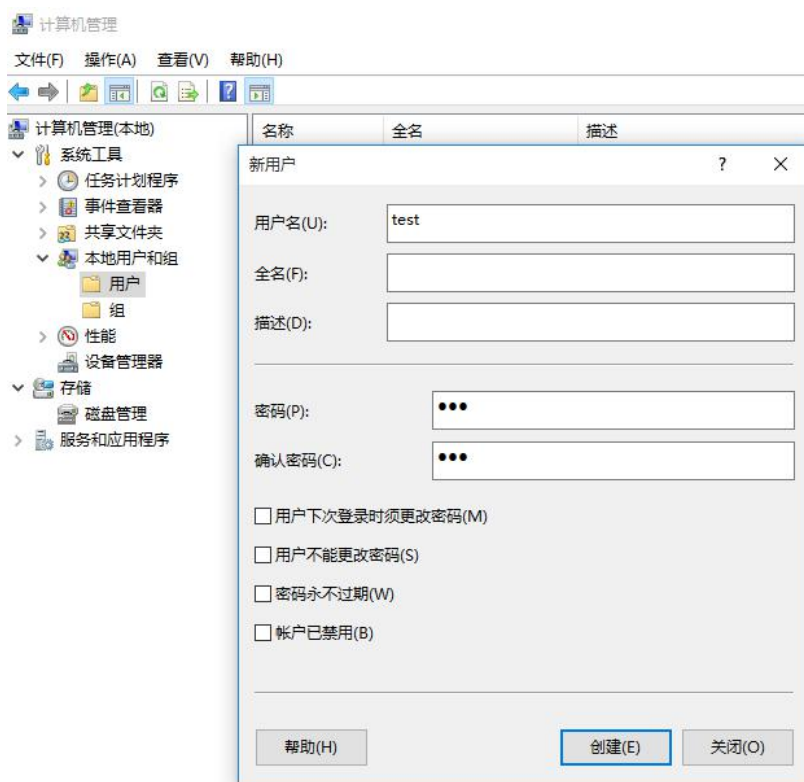 计算机管理
文件(F) 操作(A) 查看(V) 帮助(H)
计算机管理(本地)
系统工具
任务计划程序
事件查看器
共享文件夹
本地用户和组
用户
组
性能
设备管理器
存储
磁盘管理
服务和应用程序
名称 全名 描述
新用户
用户名(U): test
全名(F):
描述(D):
密码(P): ●●●
确认密码(C): ●●●
用户下次登录时须更改密码(M)
用户不能更改密码(S)
密码永不过期(W)
帐户已禁用(B)
帮助(H) 创建(E) 关闭(O)